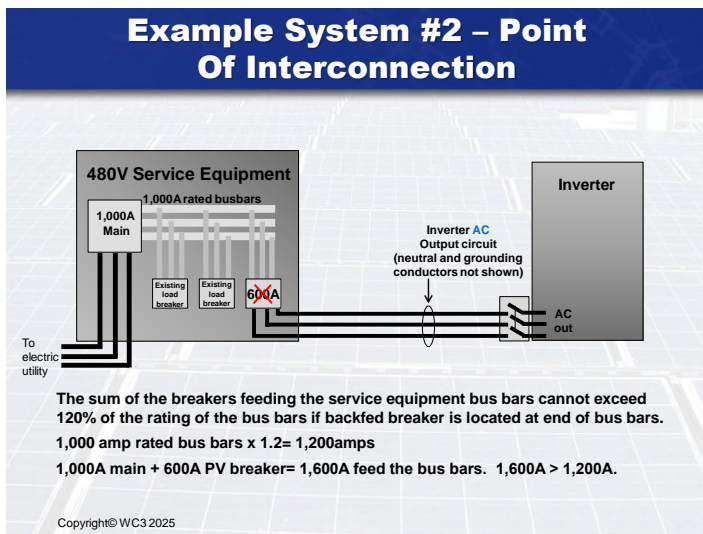 Example System #2 – Point
Of Interconnection
480V Service Equipment
1,000A rated busbars
1,000A
Main
Existing
load
breaker
Existing
load
breaker
600A
Inverter AC
Output circuit
(neutral and grounding
conductors not shown)
Inverter
AC
out
To
electric
utility
The sum of the breakers feeding the service equipment bus bars cannot exceed
120% of the rating of the bus bars if backfed breaker is located at end of bus bars.
1,000 amp rated bus bars x 1.2= 1,200amps
1,000A main + 600A PV breaker= 1,600A feed the bus bars. 1,600A > 1,200A.
Copyright© WC3 2025